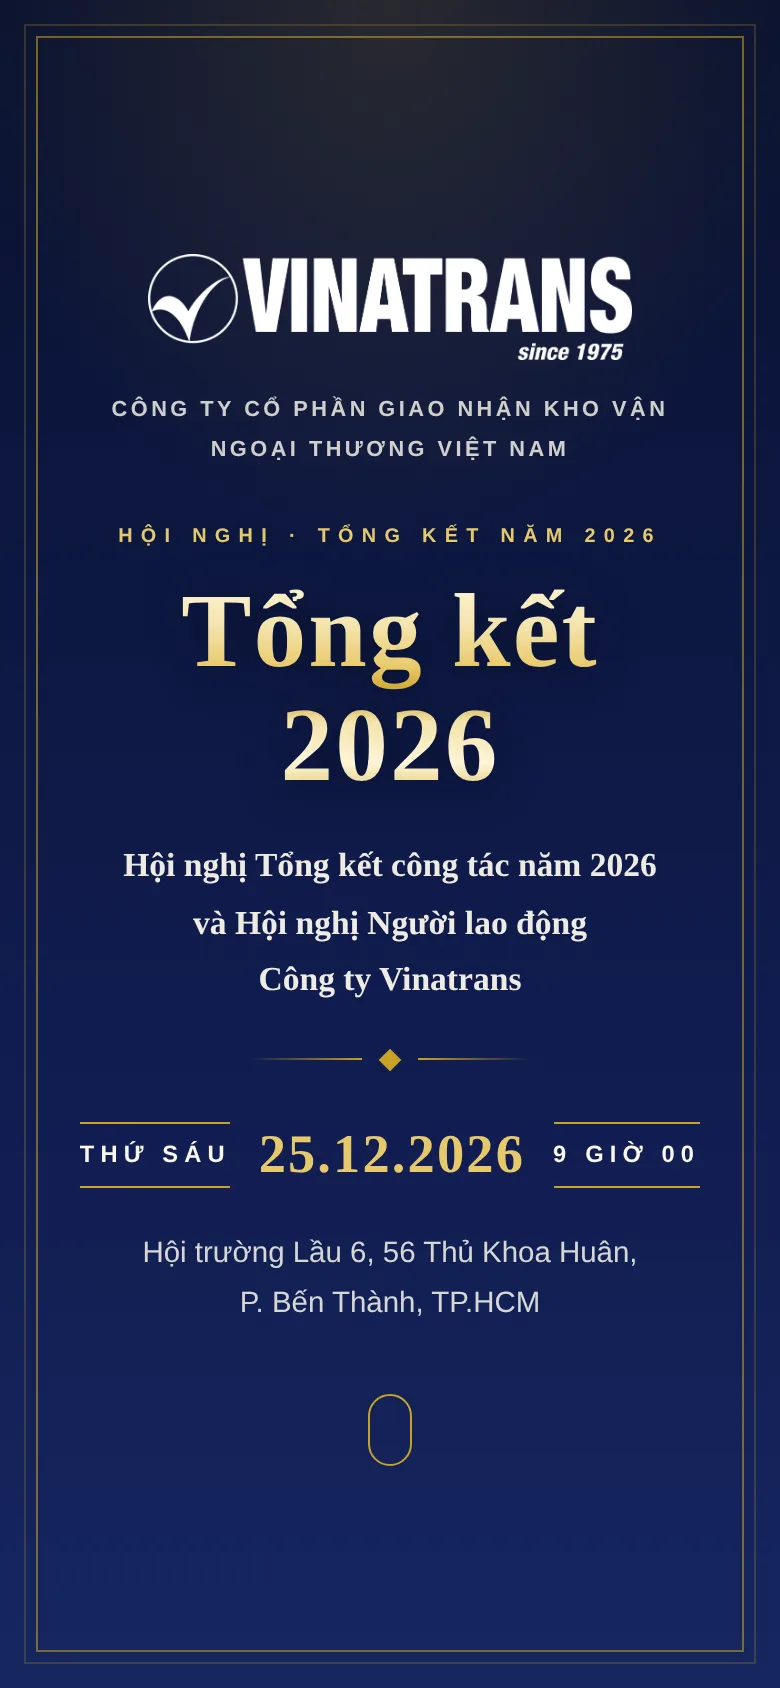 VINATRANS
since 1975
CÔNG TY CỔ PHẦN GIAO NHẬN KHO VẬN
NGOẠI THƯƠNG VIỆT NAM
HỘI NGHỊ · TỔNG KẾT NĂM 2026
Tổng kết
2026
Hội nghị Tổng kết công tác năm 2026
và Hội nghị Người lao động
Công ty Vinatrans
THỨ SÁU 25.12.2026 9 GIỜ 00
Hội trường Lầu 6, 56 Thủ Khoa Huân,
P. Bến Thành, TP.HCM